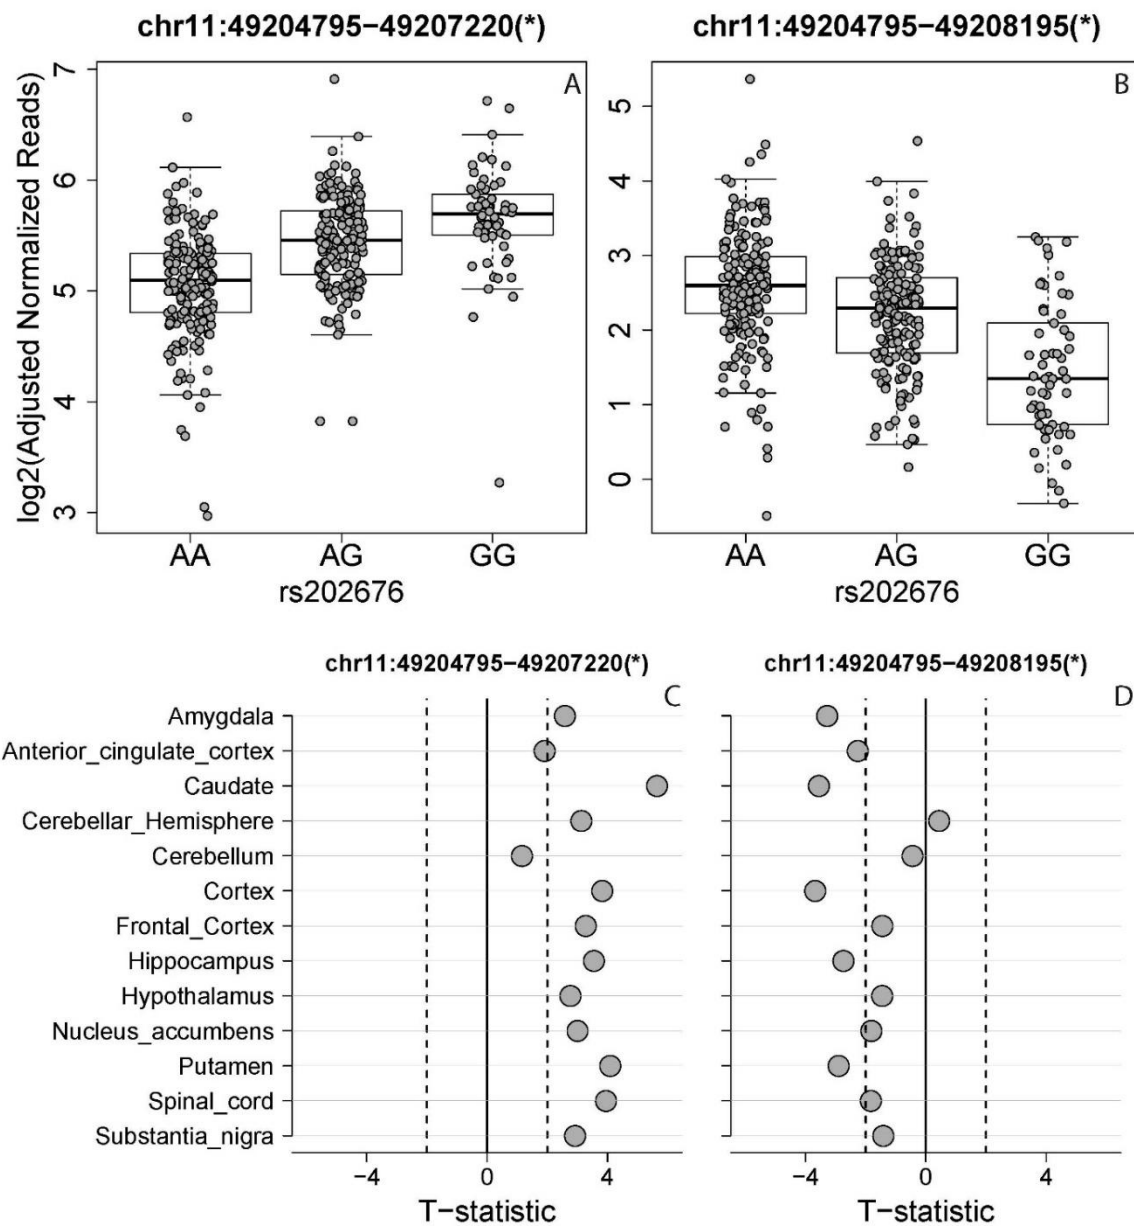 chr11:49204795−49207220(*)
chr11:49204795−49208195(*)
log2(Adjusted Normalized Reads)
7
6
5
4
3
A
AA AG GG
rs202676
5
4
3
2
1
0
B
AA AG GG
rs202676
chr11:49204795−49207220(*)
chr11:49204795−49208195(*)
C
D
Amygdala
Anterior_cingulate_cortex
Caudate
Cerebellar_Hemisphere
Cerebellum
Cortex
Frontal_Cortex
Hippocampus
Hypothalamus
Nucleus_accumbens
Putamen
Spinal_cord
Substantia_nigra
−4 0 4
T−statistic
−4 0 4
T−statistic